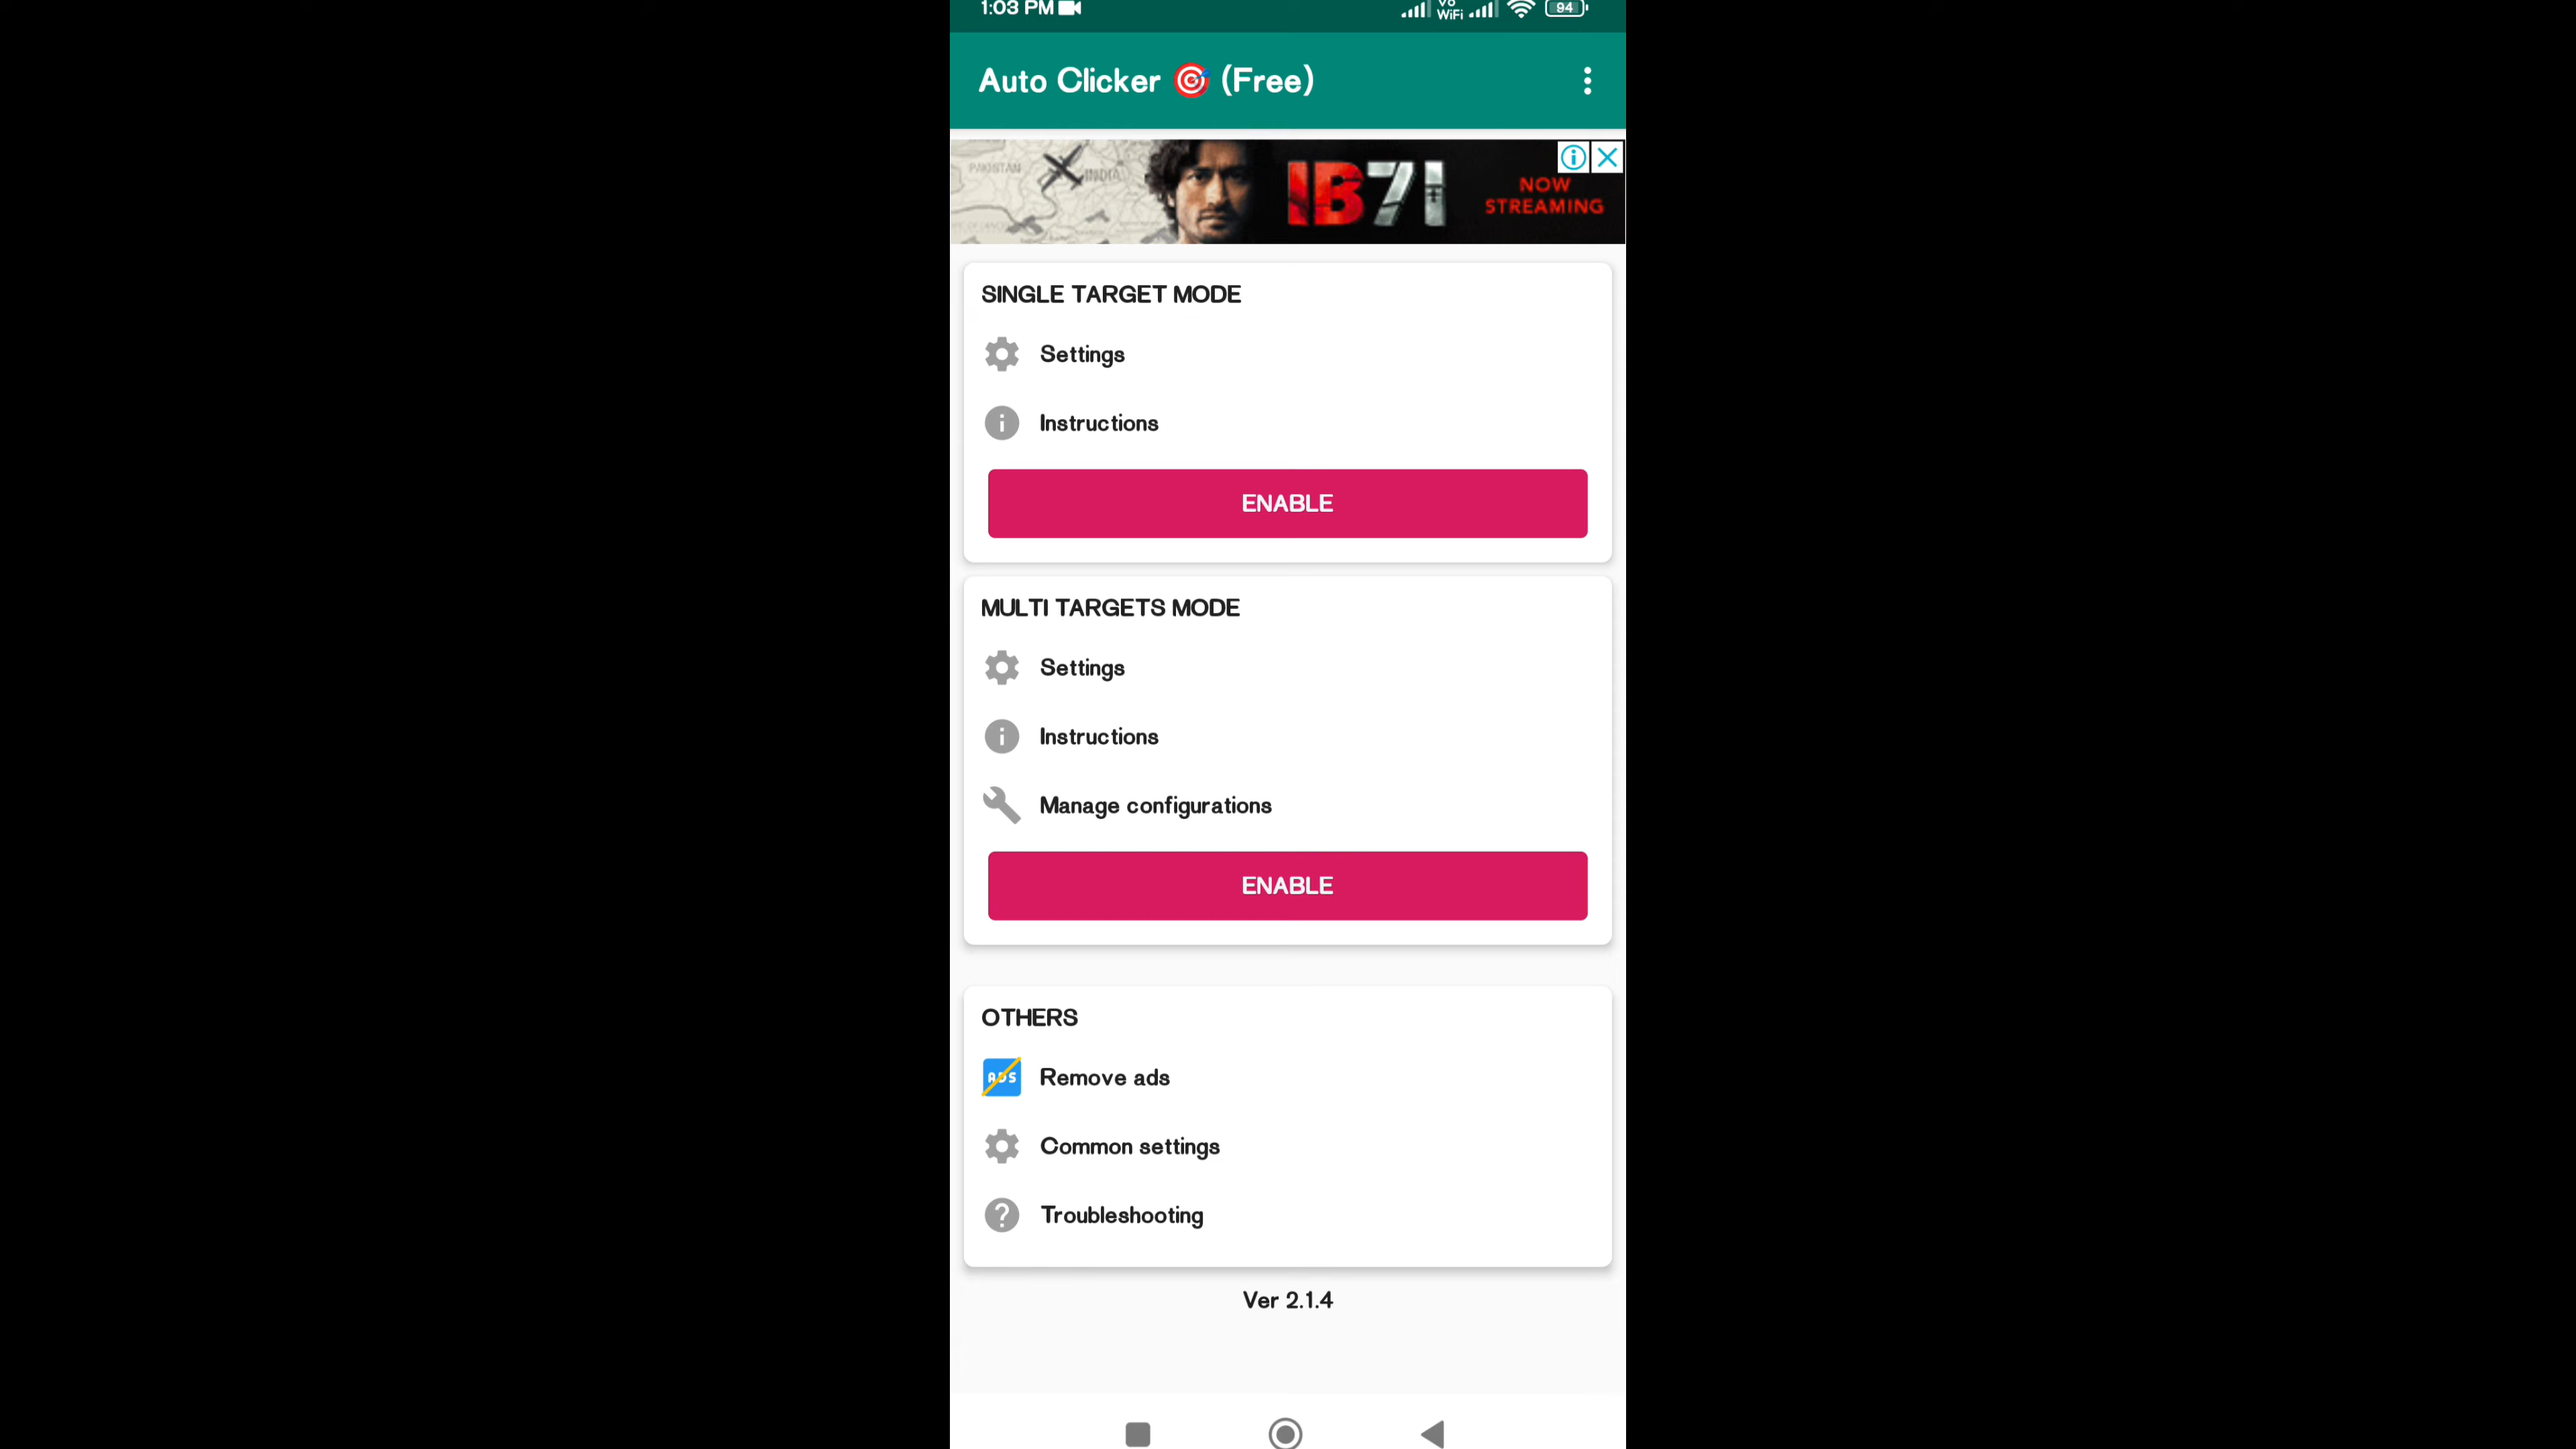 1:03 PM
Vo
WiFi
94
Auto Clicker 🎯 (Free)
PAKISTAN
INDIA
IB71
NOW
STREAMING
SINGLE TARGET MODE
Settings
Instructions
ENABLE
MULTI TARGETS MODE
Settings
Instructions
Manage configurations
ENABLE
OTHERS
ADS
Remove ads
Common settings
Troubleshooting
Ver 2.1.4